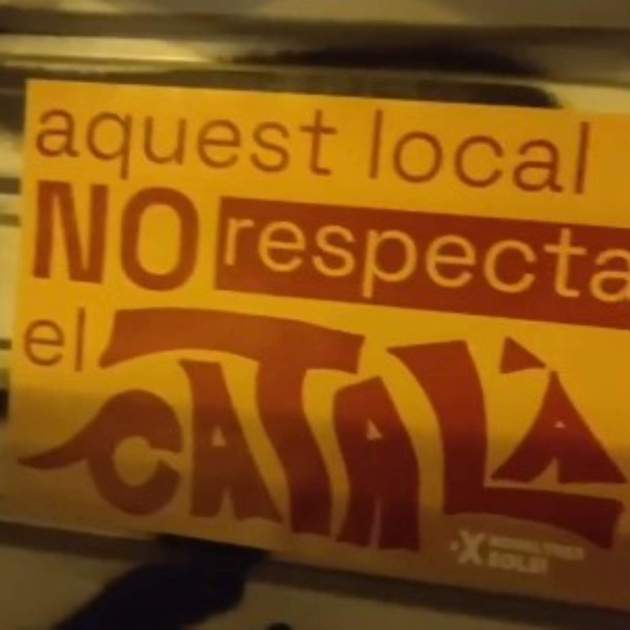 aquest local
NO respecta
el CATALÀ